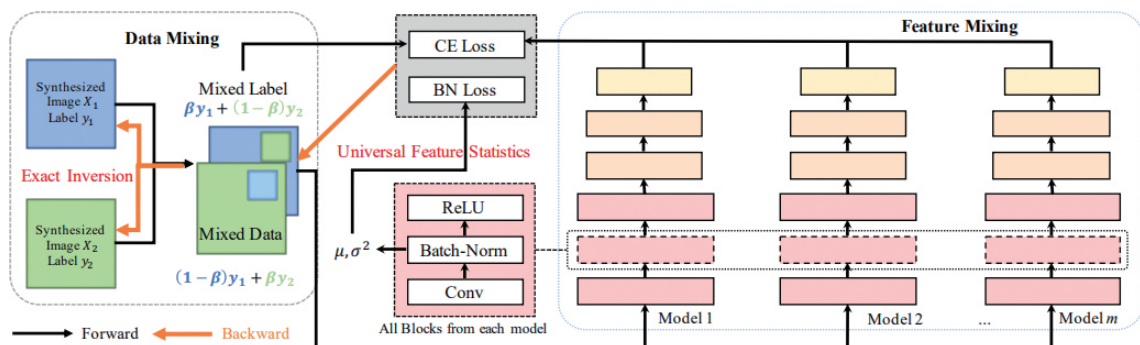 Data Mixing
Synthesized
Image X₁
Label y₁
Exact Inversion
Synthesized
Image X₂
Label y₂
Mixed Label
βy₁ + (1 − β)y₂
Mixed Data
(1 − β)y₁ + βy₂
Forward
Backward
CE Loss
BN Loss
Universal Feature Statistics
μ, σ²
ReLU
Batch-Norm
Conv
All Blocks from each model
Feature Mixing
Model 1
Model 2
...
Model m